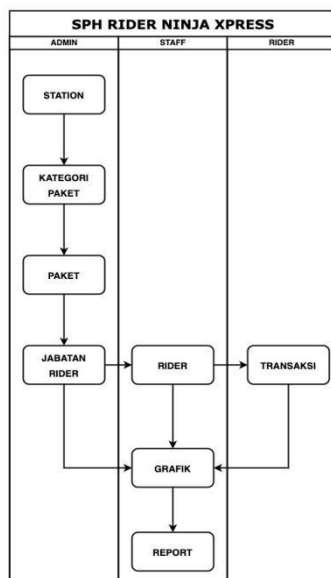 SPH RIDER NINJA XPRESS
ADMIN
STAFF
RIDER
STATION
KATEGORI
PAKET
PAKET
JABATAN
RIDER
RIDER
TRANSAKSI
GRAFIK
REPORT